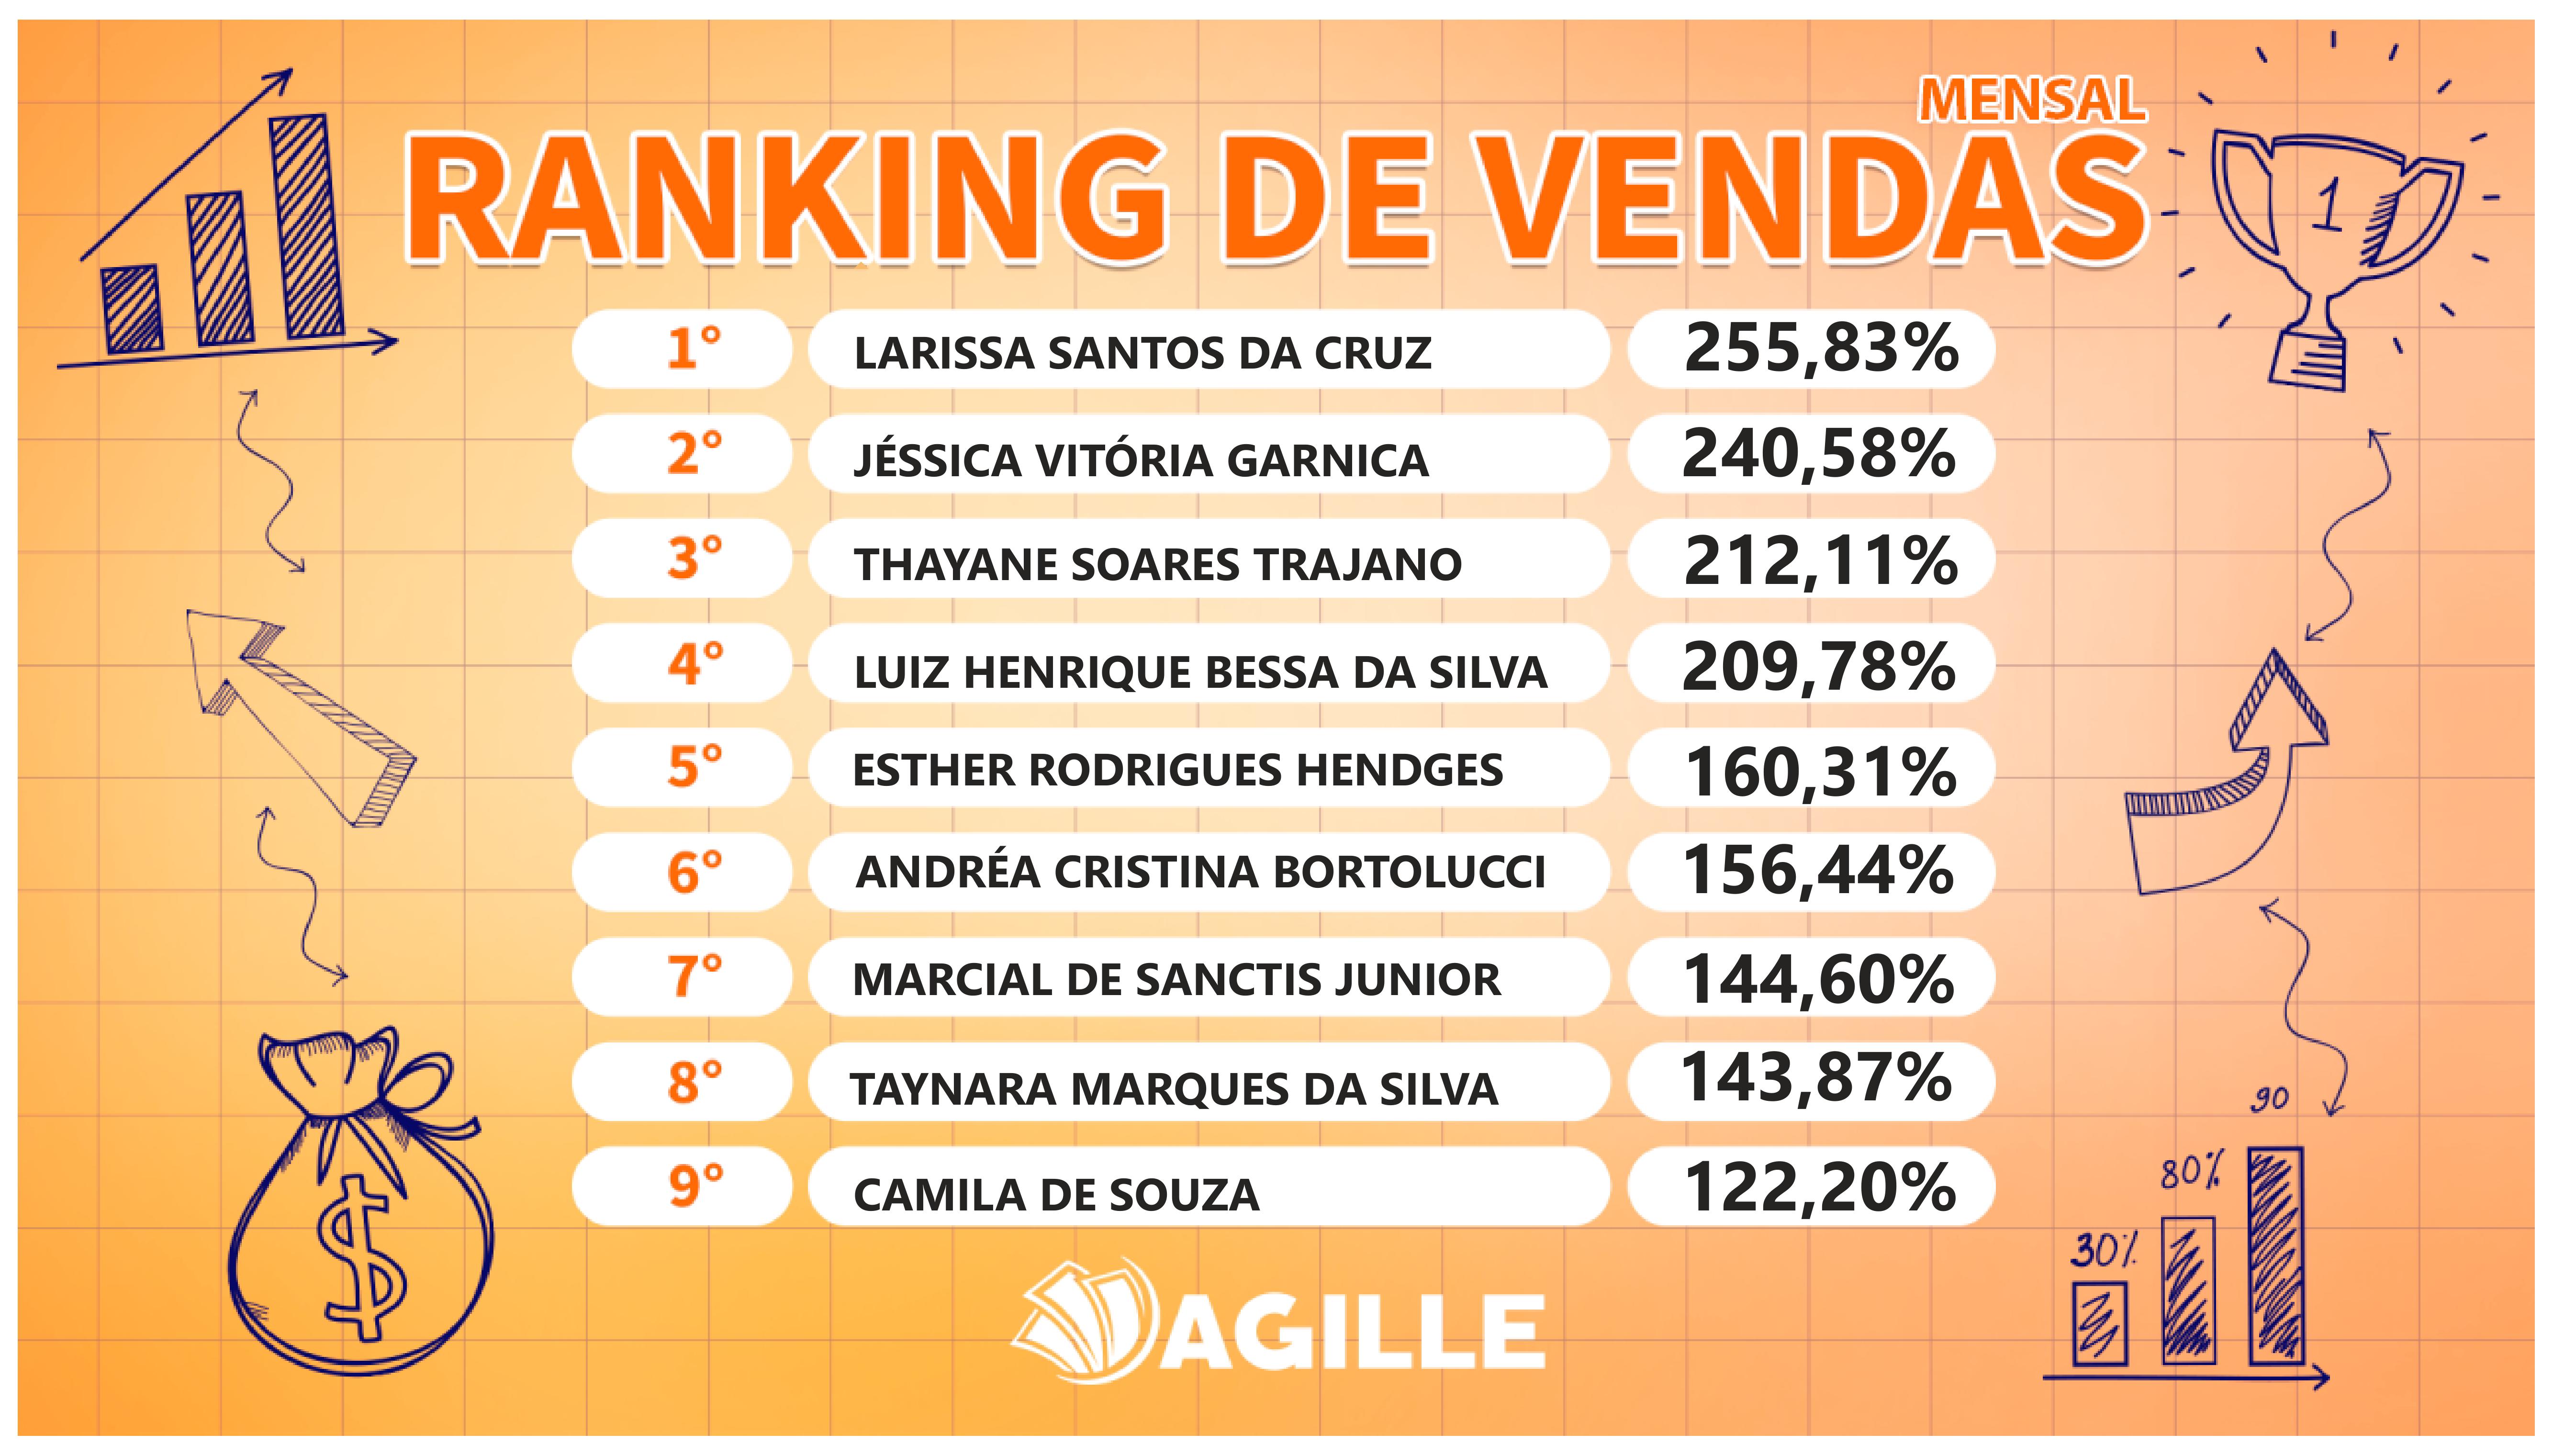 MENSAL
RANKING DE VENDAS
1
1° LARISSA SANTOS DA CRUZ 255,83%
2° JÉSSICA VITÓRIA GARNICA 240,58%
3° THAYANE SOARES TRAJANO 212,11%
4° LUIZ HENRIQUE BESSA DA SILVA 209,78%
5° ESTHER RODRIGUES HENDGES 160,31%
6° ANDRÉA CRISTINA BORTOLUCCI 156,44%
7° MARCIAL DE SANCTIS JUNIOR 144,60%
8° TAYNARA MARQUES DA SILVA 143,87%
9° CAMILA DE SOUZA 122,20%
90
80%
30%
$
AGILLE